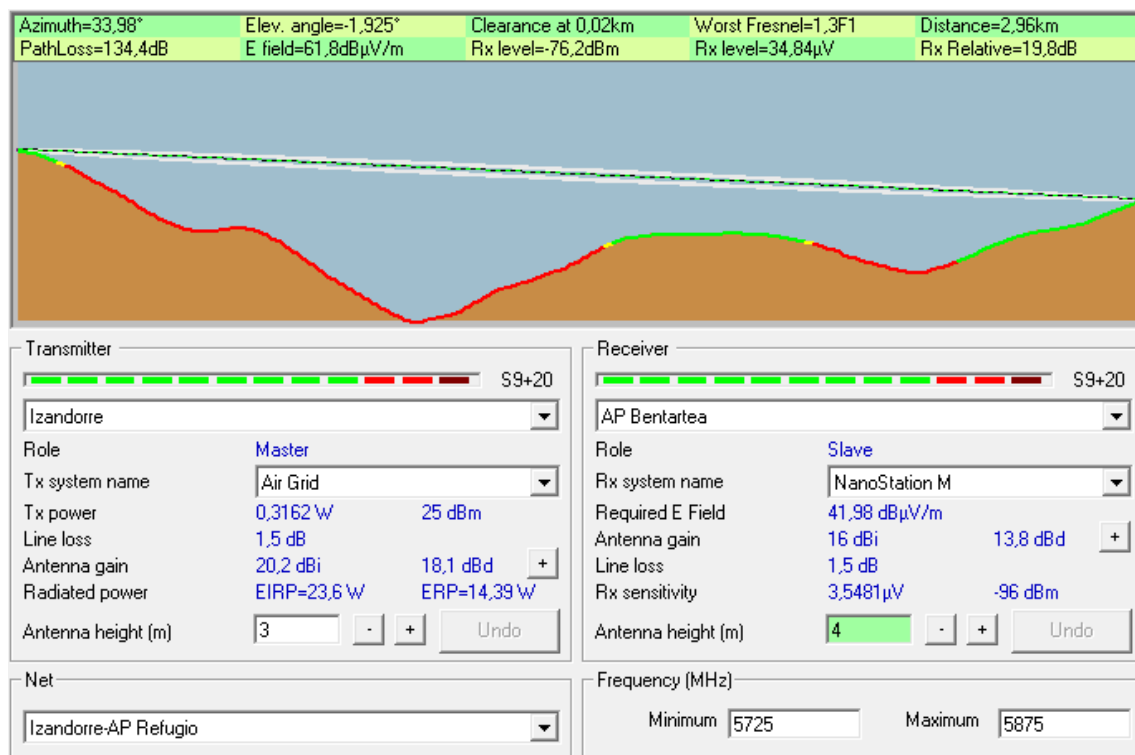 Azimuth=33,98° Elev. angle=-1,925° Clearance at 0,02km Worst Fresnel=1,3F1 Distance=2,96km
PathLoss=134,4dB E field=61,8dBµV/m Rx level=-76,2dBm Rx level=34,84µV Rx Relative=19,8dB
Transmitter
S9+20
Izandorre
Role Master
Tx system name Air Grid
Tx power 0,3162 W 25 dBm
Line loss 1,5 dB
Antenna gain 20,2 dBi 18,1 dBd +
Radiated power EIRP=23,6 W ERP=14,39 W
Antenna height (m) 3 - + Undo
Receiver
S9+20
AP Bentartea
Role Slave
Rx system name NanoStation M
Required E Field 41,98 dBµV/m
Antenna gain 16 dBi 13,8 dBd +
Line loss 1,5 dB
Rx sensitivity 3,5481µV -96 dBm
Antenna height (m) 4 - + Undo
Net
Izandorre-AP Refugio
Frequency (MHz)
Minimum 5725 Maximum 5875